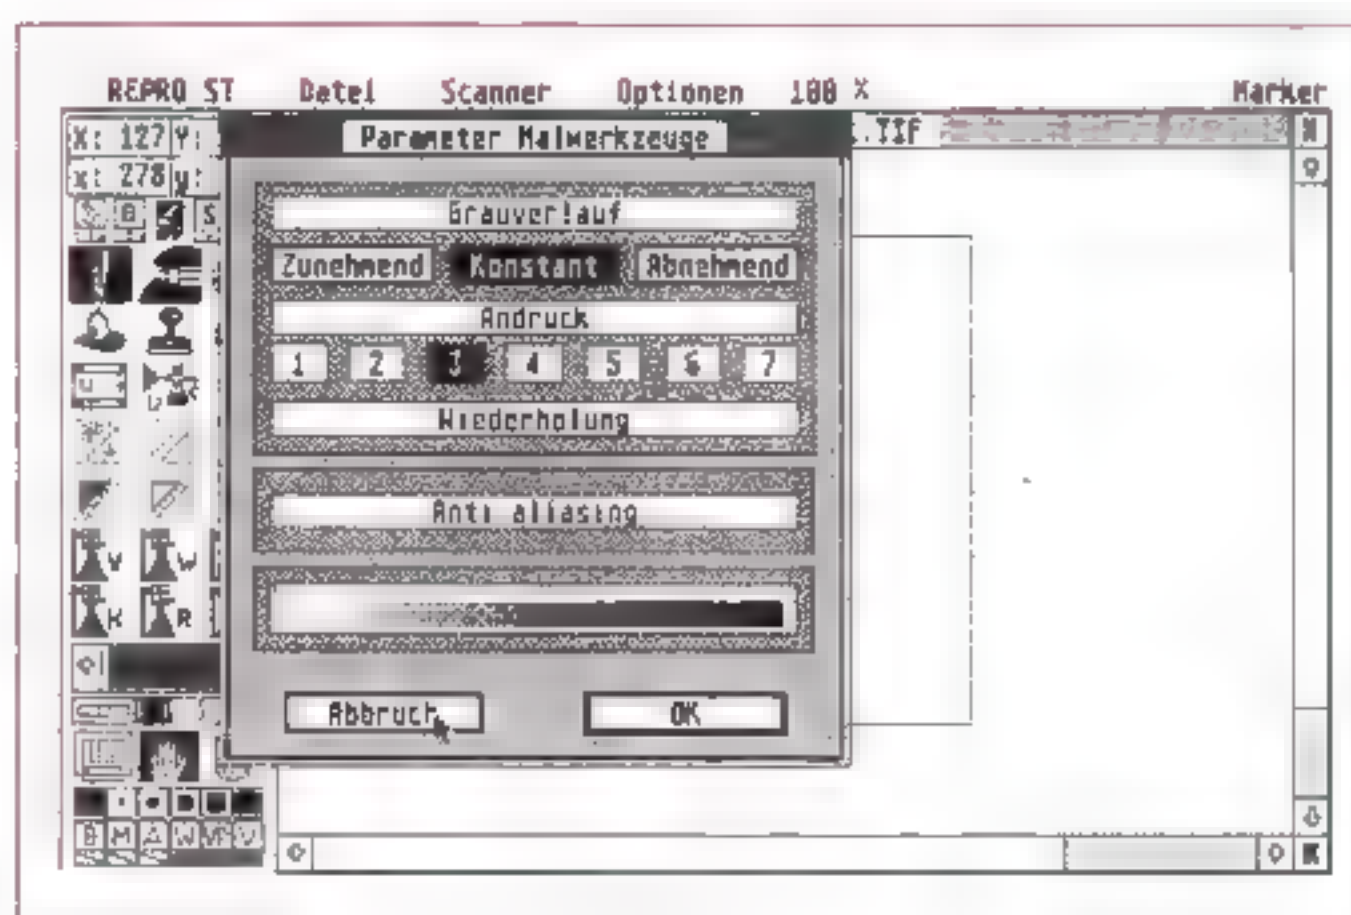 REPRO ST Datei Scanner Optionen 100 % Marker
X: 127 Y:
Parameter Malwerkzeuge
.TIF
x: 278 y:
B S
Grauverlauf
Zunehmend Konstant Abnehmend
Andruck
1 2 3 4 5 6 7
Wiederholung
Anti aliasing
V W
K R
Abbruch OK
B M A W VF V